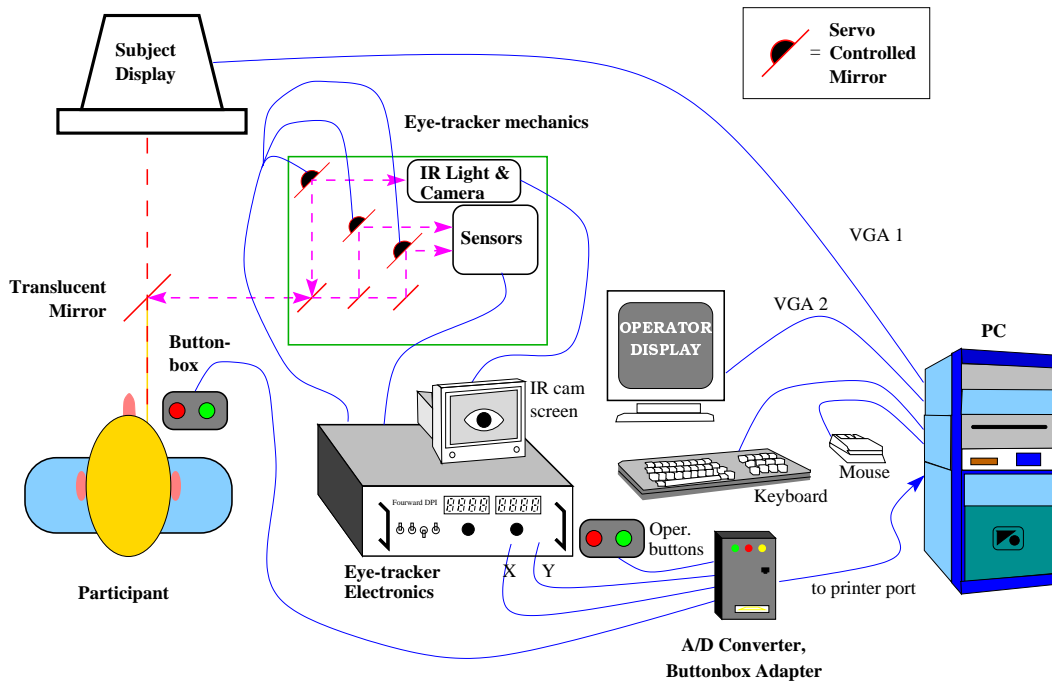 Subject
Display
Servo
= Controlled
Mirror
Eye-tracker mechanics
IR Light &
Camera
Sensors
VGA 1
Translucent
Mirror
VGA 2
OPERATOR
DISPLAY
PC
Button-
box
IR cam
screen
Mouse
Keyboard
Fourward DPI
8888 8888
Oper.
buttons
X Y
Eye-tracker
Electronics
to printer port
Participant
A/D Converter,
Buttonbox Adapter